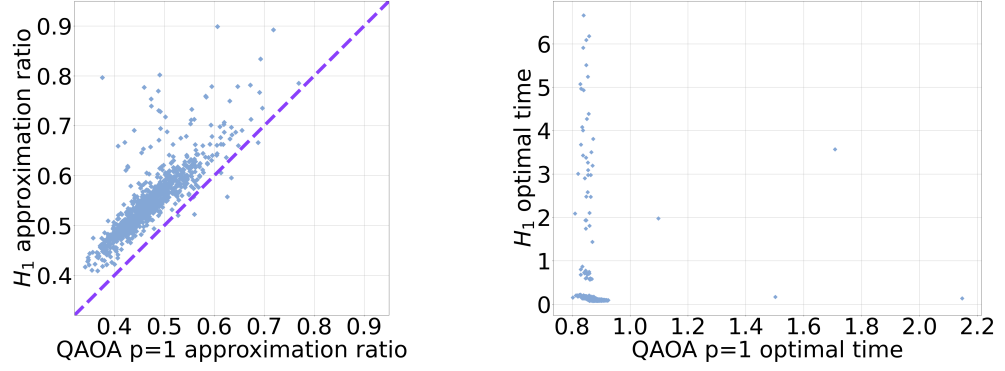 H1 approximation ratio
0.9
0.8
0.7
0.6
0.5
0.4
0.4 0.5 0.6 0.7 0.8 0.9
QAOA p=1 approximation ratio
H1 optimal time
6
5
4
3
2
1
0
0.8 1.0 1.2 1.4 1.6 1.8 2.0 2.2
QAOA p=1 optimal time